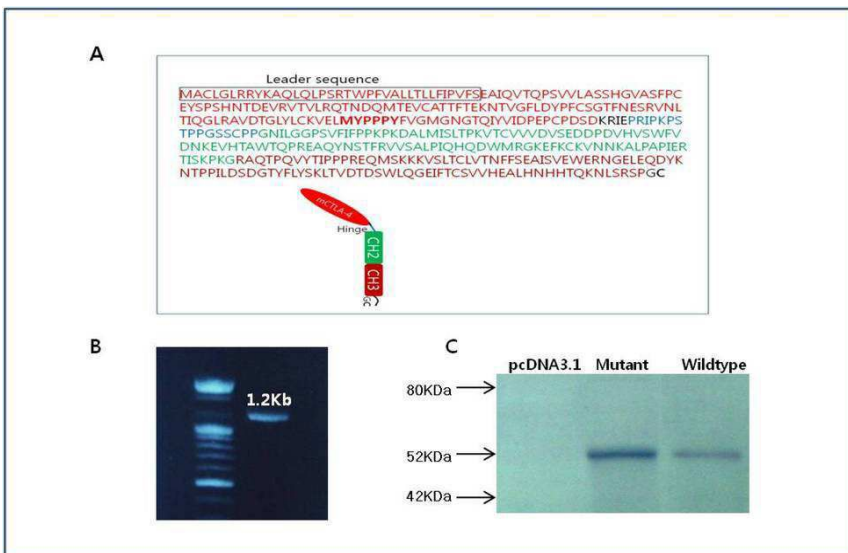 A
Leader sequence
MACLGLRRYKAQLQLPSRTWPFVALLTLLFIPVFSEAIQVTQPSVVLASSHGVASFPC
EYSPSHNTDEVRVTVLRQTNDQMTEVCATTFTEKNTVGFLDYPFCSGTFNESRVNL
TIQGLRAVDTGLYLCKVELMYPPPYFVGMGNGTQIYVIDPEPCPDSDKRIEPRIPKPS
TPPGSSCPPGNILGGPSVFIFPPKPKDALMISLTPKVTCVVVDVSEDDPDVHVSWFV
DNKEVHTAWTQPREAQYNSTFRVVSALPIQHQDWMRGKEFKCKVNNKALPAPIER
TISKPKGRAQTPQVYTIPPPREQMSKKKVSLTCLVTNFFSEAISVEWERNGELEQDYK
NTPPILDSDGTYFLYSKLTVDTDSWLQGEIFTCSVVHEALHNHHTQKNLSRSPGC
mCTLA-4
Hinge
CH2
CH3
GC
B
1.2Kb
C
pcDNA3.1 Mutant Wildtype
80KDa
52KDa
42KDa